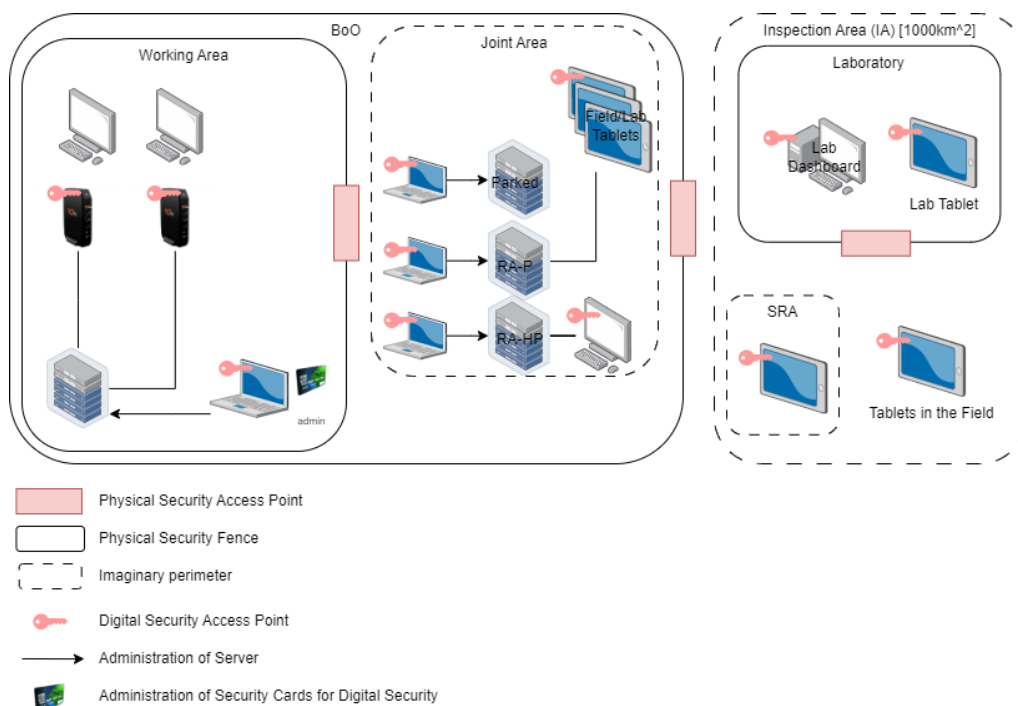 BoO
Working Area
Joint Area
Inspection Area (IA) [1000km^2]
Laboratory
Field/Lab
Tablets
Parked
Lab
Dashboard
Lab Tablet
RA-P
RA-HP
SRA
admin
Tablets in the Field
Physical Security Access Point
Physical Security Fence
Imaginary perimeter
Digital Security Access Point
Administration of Server
Administration of Security Cards for Digital Security